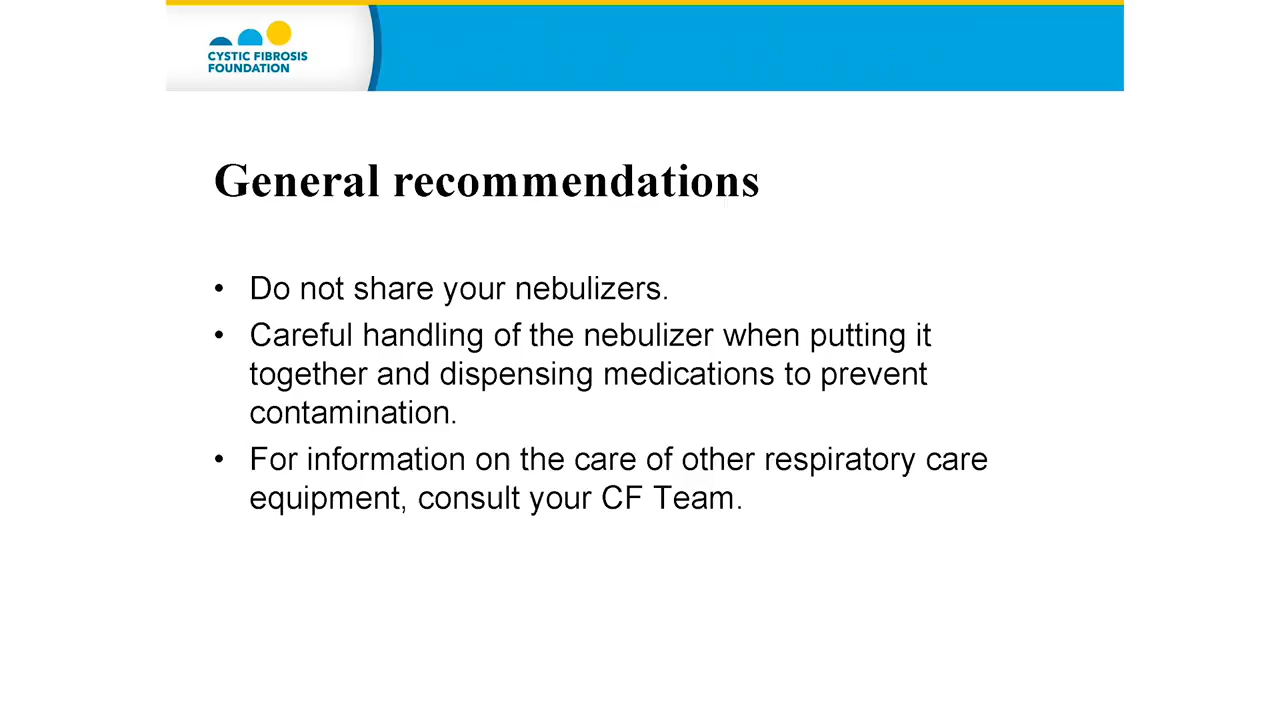 CYSTIC FIBROSIS
FOUNDATION
General recommendations
• Do not share your nebulizers.
• Careful handling of the nebulizer when putting it
together and dispensing medications to prevent
contamination.
• For information on the care of other respiratory care
equipment, consult your CF Team.